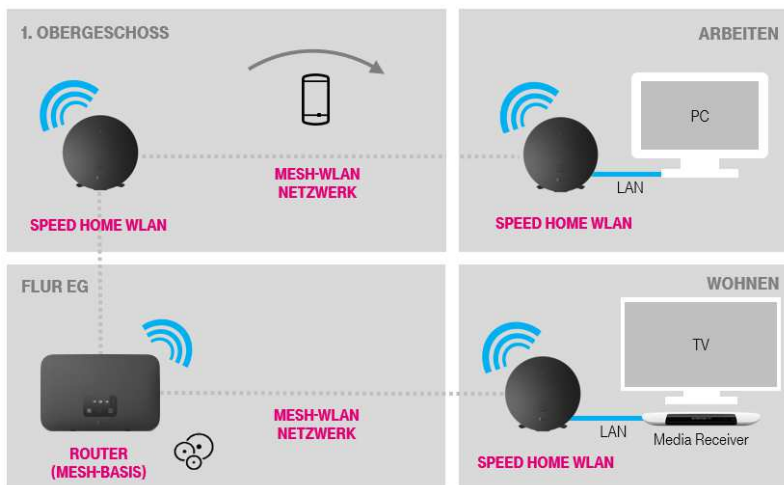 1. OBERGESCHOSS
MESH-WLAN
NETZWERK
SPEED HOME WLAN
ARBEITEN
PC
LAN
SPEED HOME WLAN
FLUR EG
MESH-WLAN
NETZWERK
ROUTER
(MESH-BASIS)
WOHNEN
TV
LAN
Media Receiver
SPEED HOME WLAN